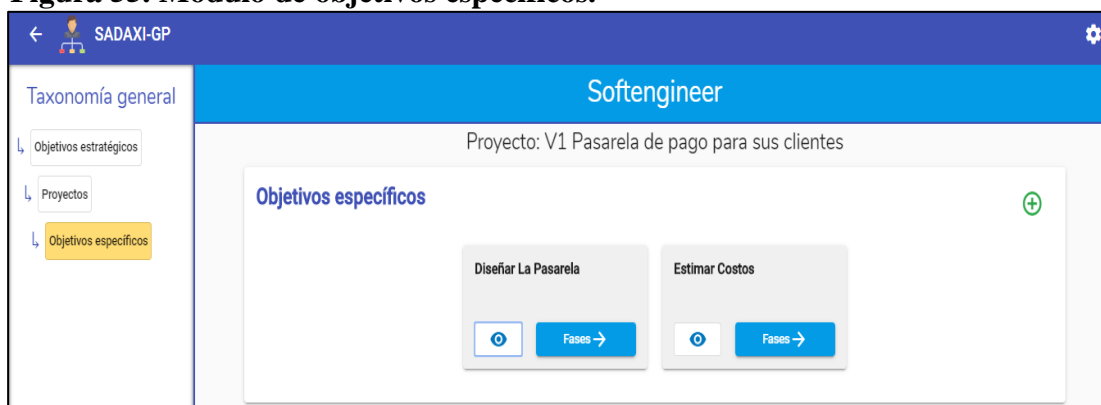 Figura 55. Módulo de objetivos específicos.
SADAXI-GP
Taxonomía general
Objetivos estratégicos
Proyectos
Objetivos específicos
Softengineer
Proyecto: V1 Pasarela de pago para sus clientes
Objetivos específicos
Diseñar La Pasarela
Fases
Estimar Costos
Fases